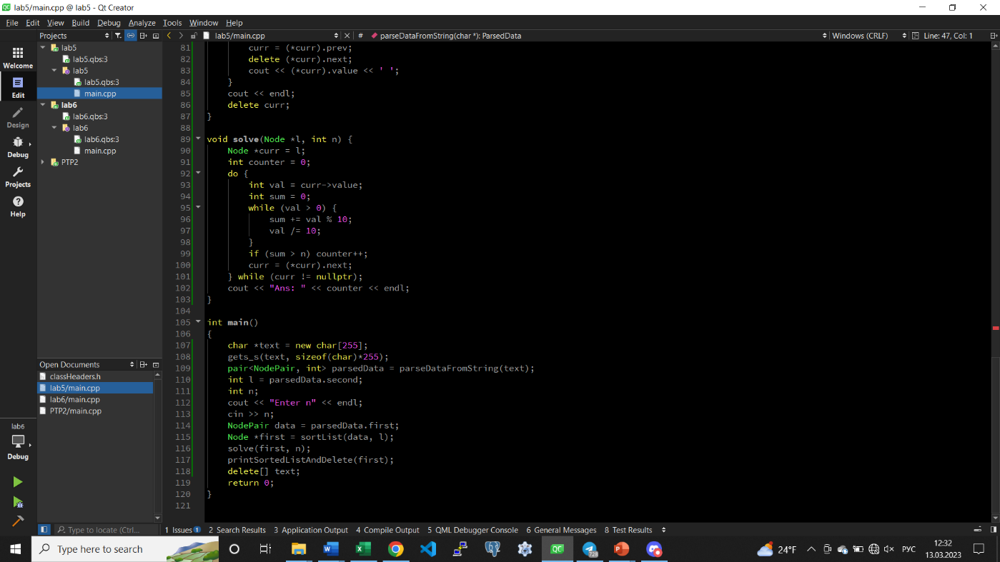 lab5/main.cpp @ lab5 - Qt Creator
File Edit View Build Debug Analyze Tools Window Help
Projects
lab5/main.cpp
#
parseDataFromString(char *): ParsedData
Windows (CRLF)
Line: 47, Col: 1
Welcome
Edit
Design
Debug
Projects
Help
lab5
lab5.qbs:3
lab5
lab5.qbs:3
main.cpp
lab6
lab6.qbs:3
lab6
lab6.qbs:3
main.cpp
PTP2
Open Documents
classHeaders.h
lab5/main.cpp
lab6/main.cpp
PTP2/main.cpp
lab6
Debug
81 curr = (*curr).prev;
82 delete (*curr).next;
83 cout << (*curr).value << ' ';
84 }
85 cout << endl;
86 delete curr;
87 }
88
89 void solve(Node *l, int n) {
90 Node *curr = l;
91 int counter = 0;
92 do {
93 int val = curr->value;
94 int sum = 0;
95 while (val > 0) {
96 sum += val % 10;
97 val /= 10;
98 }
99 if (sum > n) counter++;
100 curr = (*curr).next;
101 } while (curr != nullptr);
102 cout << "Ans: " << counter << endl;
103 }
104
105 int main()
106 {
107 char *text = new char[255];
108 gets_s(text, sizeof(char)*255);
109 pair<NodePair, int> parsedData = parseDataFromString(text);
110 int l = parsedData.second;
111 int n;
112 cout << "Enter n" << endl;
113 cin >> n;
114 NodePair data = parsedData.first;
115 Node *first = sortList(data, l);
116 solve(first, n);
117 printSortedListAndDelete(first);
118 delete[] text;
119 return 0;
120 }
121
Type to locate (Ctrl...
1 Issues 1
2 Search Results
3 Application Output
4 Compile Output
5 QML Debugger Console
6 General Messages
8 Test Results
Type here to search
728
24°F
РУС
12:32
13.03.2023